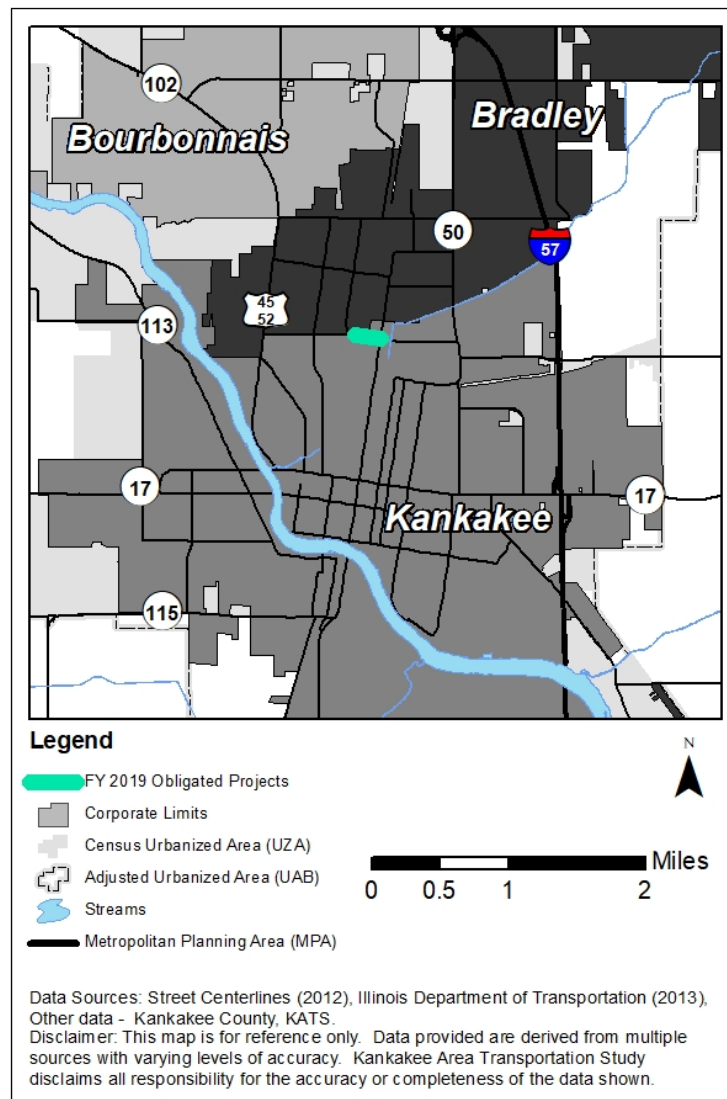 102
Bourbonnais
Bradley
50
57
45
52
113
17
Kankakee
17
115
Legend
N
FY 2019 Obligated Projects
Corporate Limits
Census Urbanized Area (UZA)
Adjusted Urbanized Area (UAB)
Streams
Metropolitan Planning Area (MPA)
Miles
0 0.5 1 2
Data Sources: Street Centerlines (2012), Illinois Department of Transportation (2013),
Other data - Kankakee County, KATS.
Disclaimer: This map is for reference only. Data provided are derived from multiple
sources with varying levels of accuracy. Kankakee Area Transportation Study
disclaims all responsibility for the accuracy or completeness of the data shown.